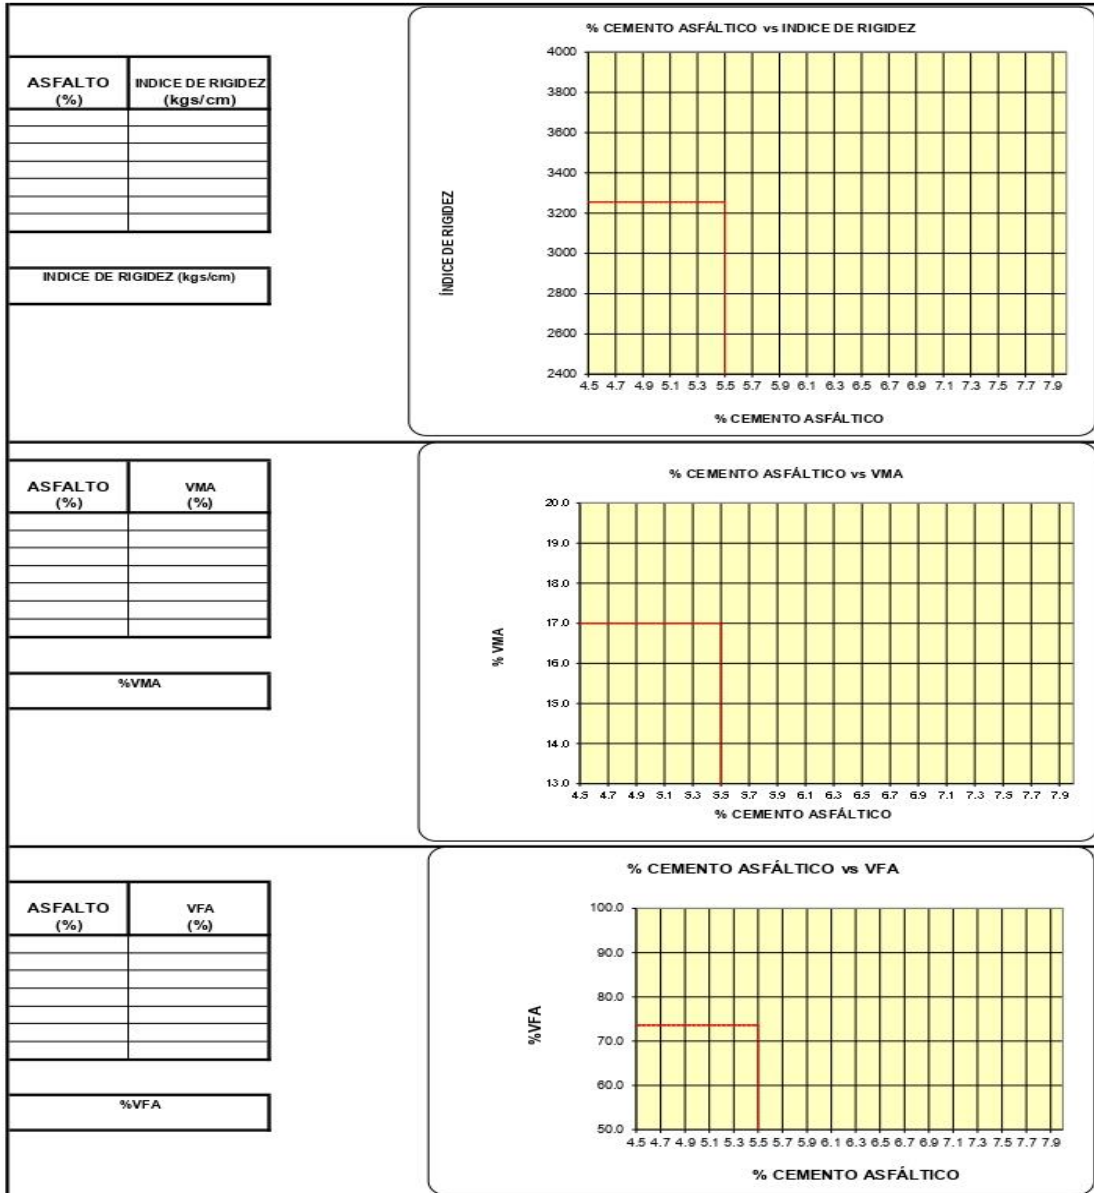 % CEMENTO ASFÁLTICO vs INDICE DE RIGIDEZ
ASFALTO (%)
INDICE DE RIGIDEZ (kgs/cm)
INDICE DE RIGIDEZ (kgs/cm)
ÍNDICE DE RIGIDEZ
4000
3800
3600
3400
3200
3000
2800
2600
2400
4.5 4.7 4.9 5.1 5.3 5.5 5.7 5.9 6.1 6.3 6.5 6.7 6.9 7.1 7.3 7.5 7.7 7.9
% CEMENTO ASFÁLTICO
% CEMENTO ASFÁLTICO vs VMA
ASFALTO (%)
VMA (%)
%VMA
% VMA
20.0
19.0
18.0
17.0
16.0
15.0
14.0
13.0
4.5 4.7 4.9 5.1 5.3 5.5 5.7 5.9 6.1 6.3 6.5 6.7 6.9 7.1 7.3 7.5 7.7 7.9
% CEMENTO ASFÁLTICO
% CEMENTO ASFÁLTICO vs VFA
ASFALTO (%)
VFA (%)
%VFA
%VFA
100.0
90.0
80.0
70.0
60.0
50.0
4.5 4.7 4.9 5.1 5.3 5.5 5.7 5.9 6.1 6.3 6.5 6.7 6.9 7.1 7.3 7.5 7.7 7.9
% CEMENTO ASFÁLTICO